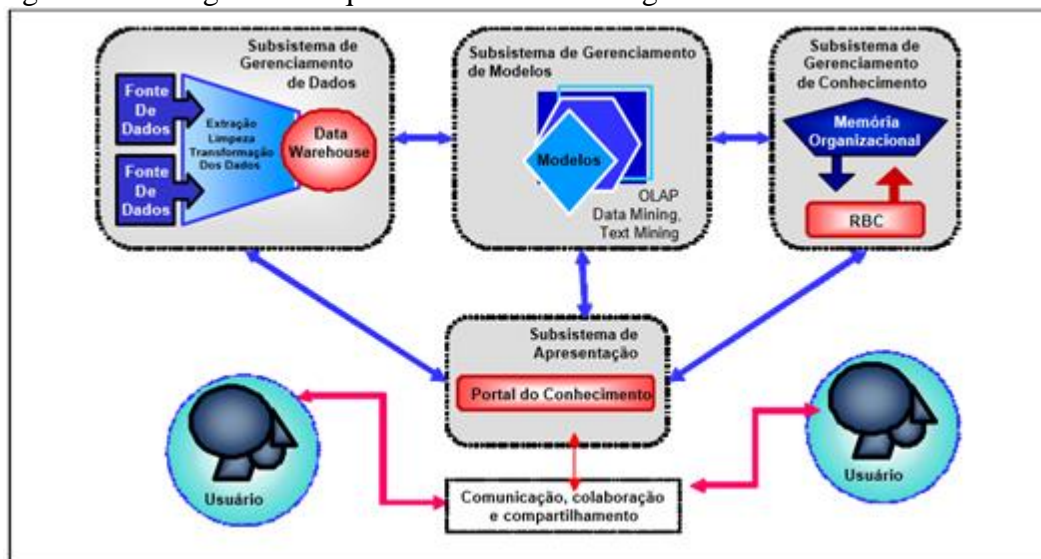 Subsistema de
Gerenciamento
de Dados
Fonte
De
Dados
Fonte
De
Dados
Extração
Limpeza
Transformação
Dos Dados
Data
Warehouse
Subsistema de Gerenciamento
de Modelos
Modelos
OLAP
Data Mining,
Text Mining
Subsistema de
Gerenciamento
de Conhecimento
Memória
Organizacional
RBC
Subsistema de
Apresentação
Portal do Conhecimento
Usuário
Usuário
Comunicação, colaboração
e compartilhamento